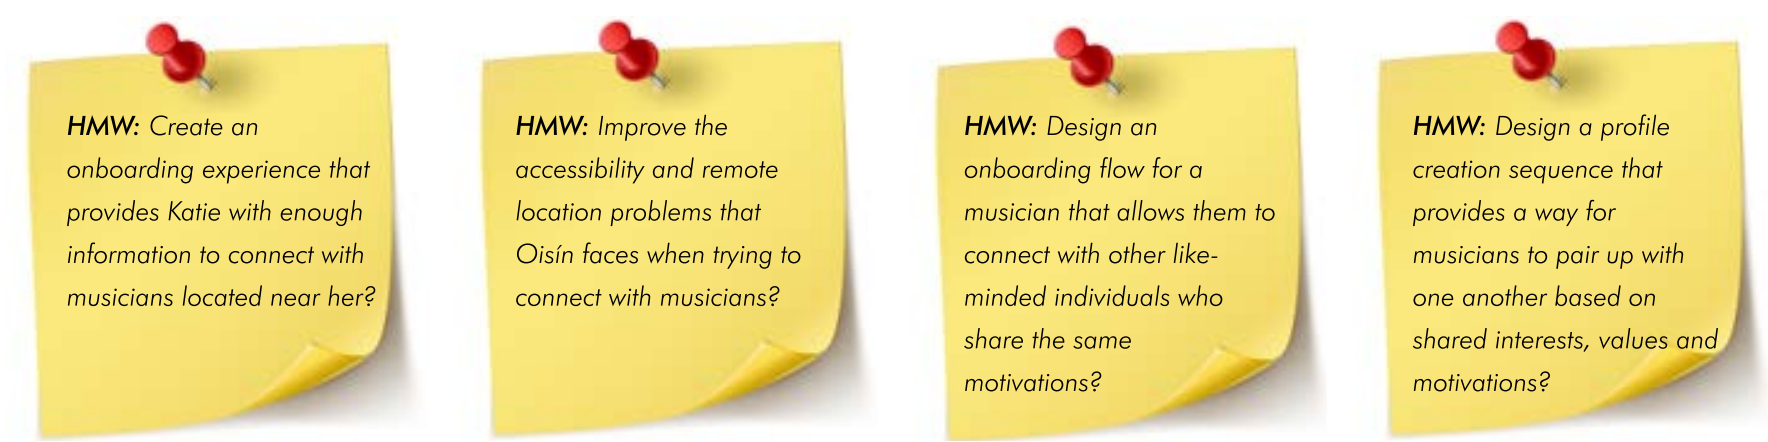 HMW: Create an
onboarding experience that
provides Katie with enough
information to connect with
musicians located near her?
HMW: Improve the
accessibility and remote
location problems that
Oisín faces when trying to
connect with musicians?
HMW: Design an
onboarding flow for a
musician that allows them to
connect with other like-
minded individuals who
share the same
motivations?
HMW: Design a profile
creation sequence that
provides a way for
musicians to pair up with
one another based on
shared interests, values and
motivations?